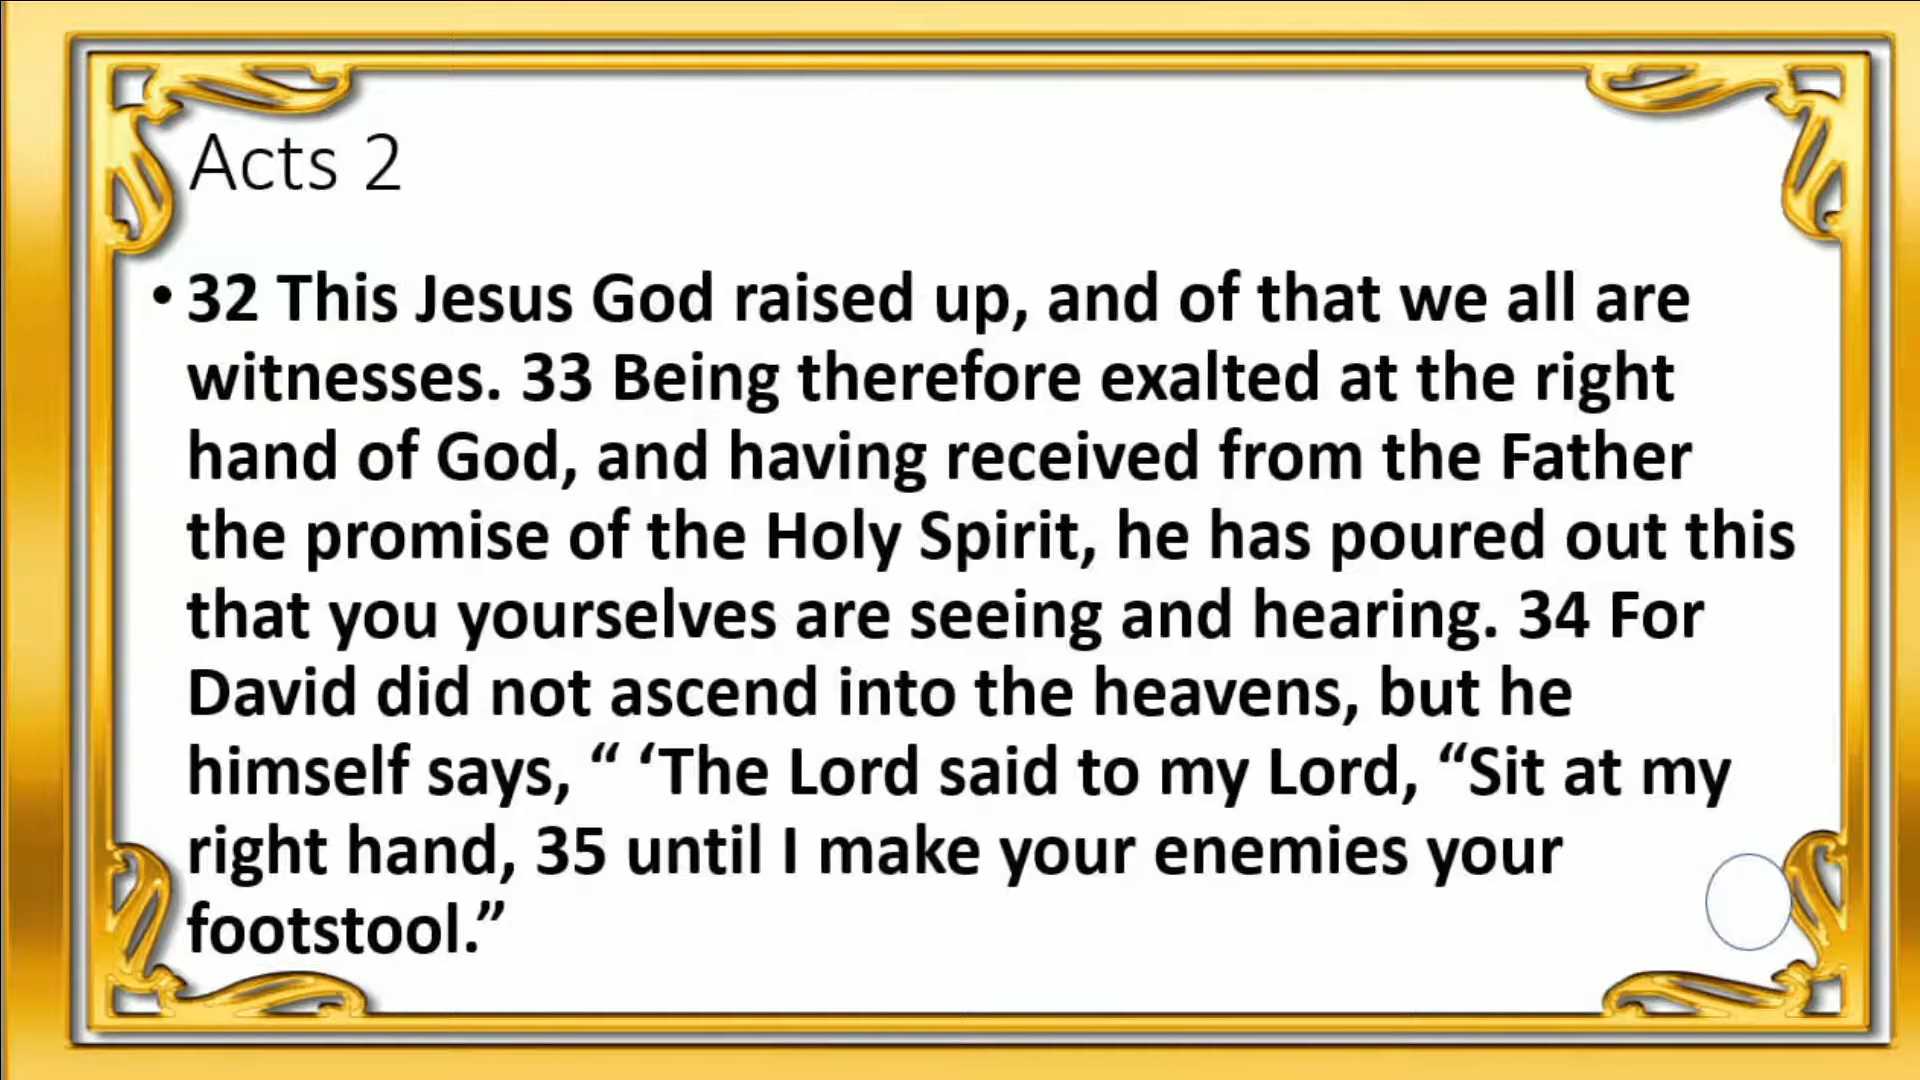 Acts 2
• 32 This Jesus God raised up, and of that we all are
witnesses. 33 Being therefore exalted at the right
hand of God, and having received from the Father
the promise of the Holy Spirit, he has poured out this
that you yourselves are seeing and hearing. 34 For
David did not ascend into the heavens, but he
himself says, “ ‘The Lord said to my Lord, “Sit at my
right hand, 35 until I make your enemies your
footstool.”